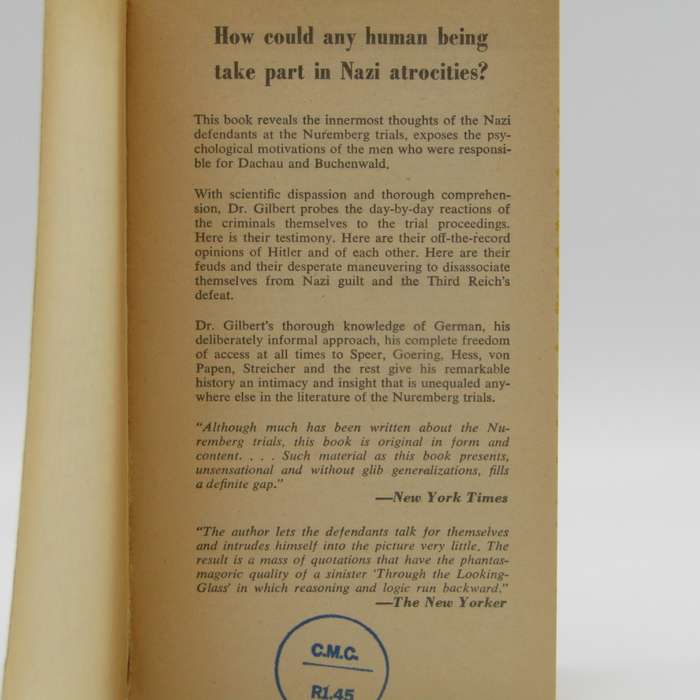 How could any human being
take part in Nazi atrocities?
This book reveals the innermost thoughts of the Nazi
defendants at the Nuremberg trials, exposes the psy-
chological motivations of the men who were responsi-
ble for Dachau and Buchenwald.
With scientific dispassion and thorough comprehen-
sion, Dr. Gilbert probes the day-by-day reactions of
the criminals themselves to the trial proceedings.
Here is their testimony. Here are their off-the-record
opinions of Hitler and of each other. Here are their
feuds and their desperate maneuvering to disassociate
themselves from Nazi guilt and the Third Reich's
defeat.
Dr. Gilbert's thorough knowledge of German, his
deliberately informal approach, his complete freedom
of access at all times to Speer, Goering, Hess, von
Papen, Streicher and the rest give his remarkable
history an intimacy and insight that is unequaled any-
where else in the literature of the Nuremberg trials.
"Although much has been written about the Nu-
remberg trials, this book is original in form and
content. . . . Such material as this book presents,
unsensational and without glib generalizations, fills
a definite gap."
—New York Times
"The author lets the defendants talk for themselves
and intrudes himself into the picture very little. The
result is a mass of quotations that have the phantas-
magoric quality of a sinister 'Through the Looking-
Glass' in which reasoning and logic run backward."
—The New Yorker
C.M.C.
R1.45